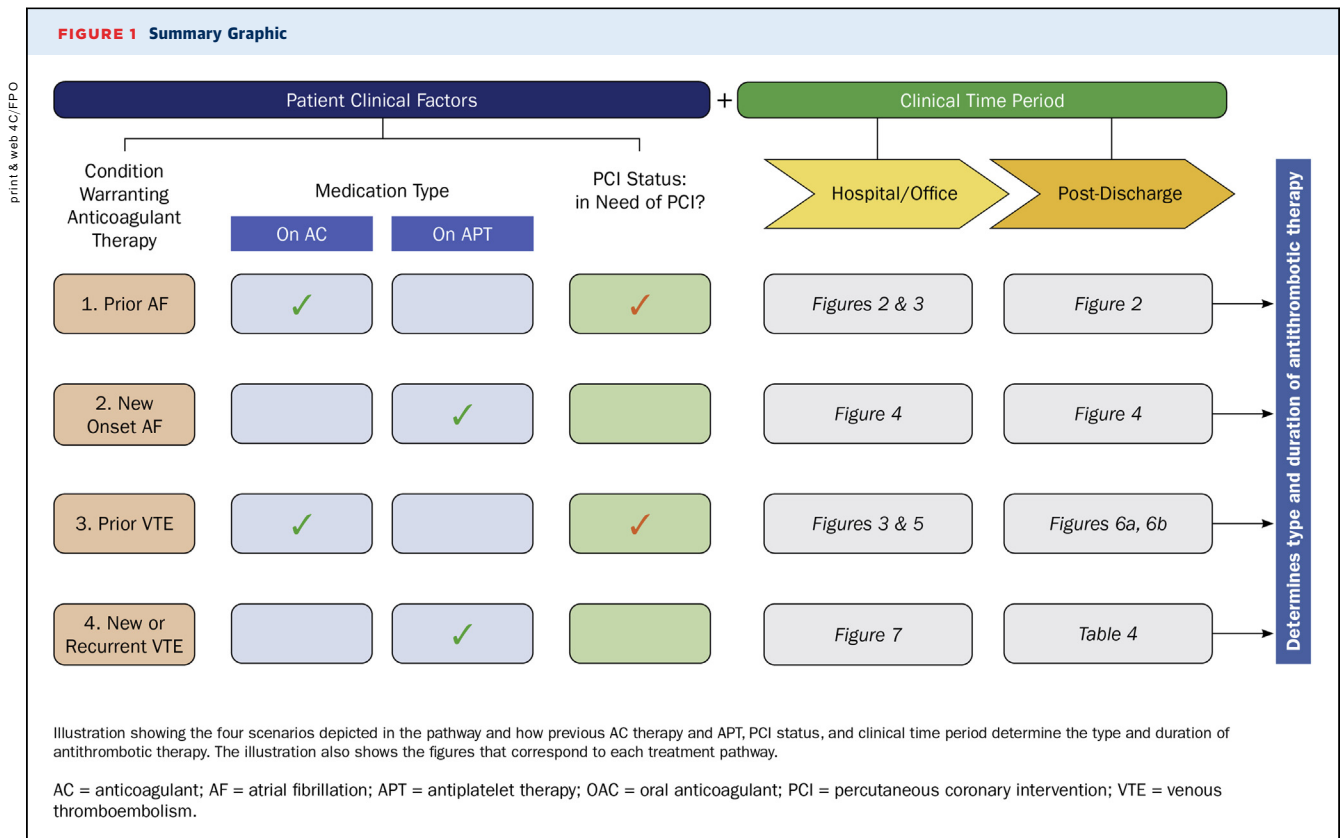 FIGURE 1 Summary Graphic
print & web 4C/FPO
Patient Clinical Factors
+
Clinical Time Period
Condition
Warranting
Anticoagulant
Therapy
Medication Type
On AC
On APT
PCI Status:
in Need of PCI?
Hospital/Office
Post-Discharge
1. Prior AF
✓
✓
Figures 2 & 3
Figure 2
2. New
Onset AF
✓
Figure 4
Figure 4
3. Prior VTE
✓
✓
Figures 3 & 5
Figures 6a, 6b
4. New or
Recurrent VTE
✓
Figure 7
Table 4
Determines type and duration of antithrombotic therapy
Illustration showing the four scenarios depicted in the pathway and how previous AC therapy and APT, PCI status, and clinical time period determine the type and duration of
antithrombotic therapy. The illustration also shows the figures that correspond to each treatment pathway.
AC = anticoagulant; AF = atrial fibrillation; APT = antiplatelet therapy; OAC = oral anticoagulant; PCI = percutaneous coronary intervention; VTE = venous
thromboembolism.